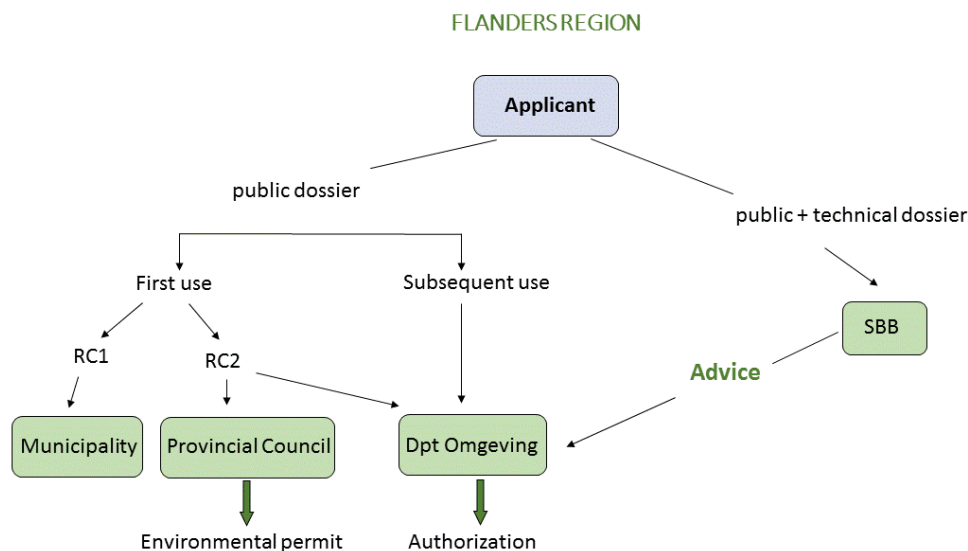 FLANDERS REGION
Applicant
public dossier
public + technical dossier
First use
Subsequent use
SBB
RC1
RC2
Advice
Municipality
Provincial Council
Dpt Omgeving
Environmental permit
Authorization